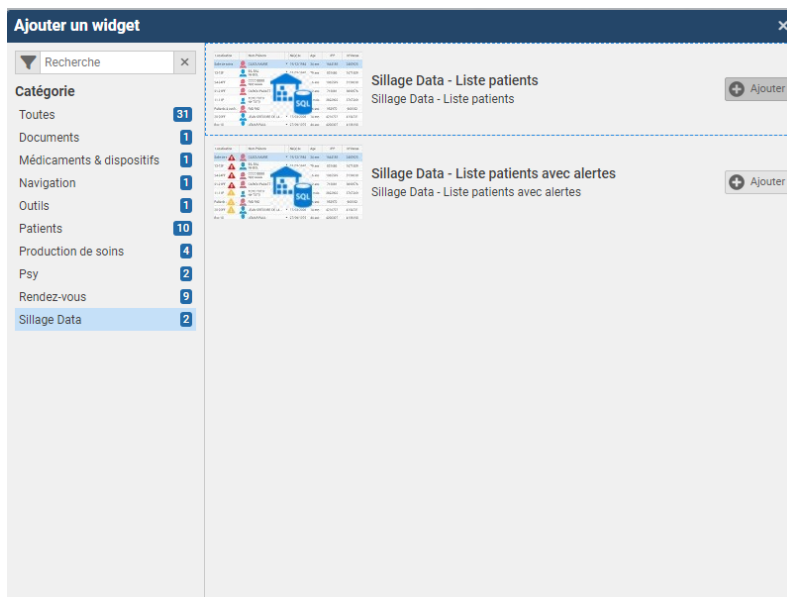 Ajouter un widget
Recherche
Catégorie
Toutes 31
Documents 1
Médicaments & dispositifs 1
Navigation 1
Outils 1
Patients 10
Production de soins 4
Psy 2
Rendez-vous 9
Sillage Data 2
SQL
Sillage Data - Liste patients
Sillage Data - Liste patients
Ajouter
SQL
Sillage Data - Liste patients avec alertes
Sillage Data - Liste patients avec alertes
Ajouter